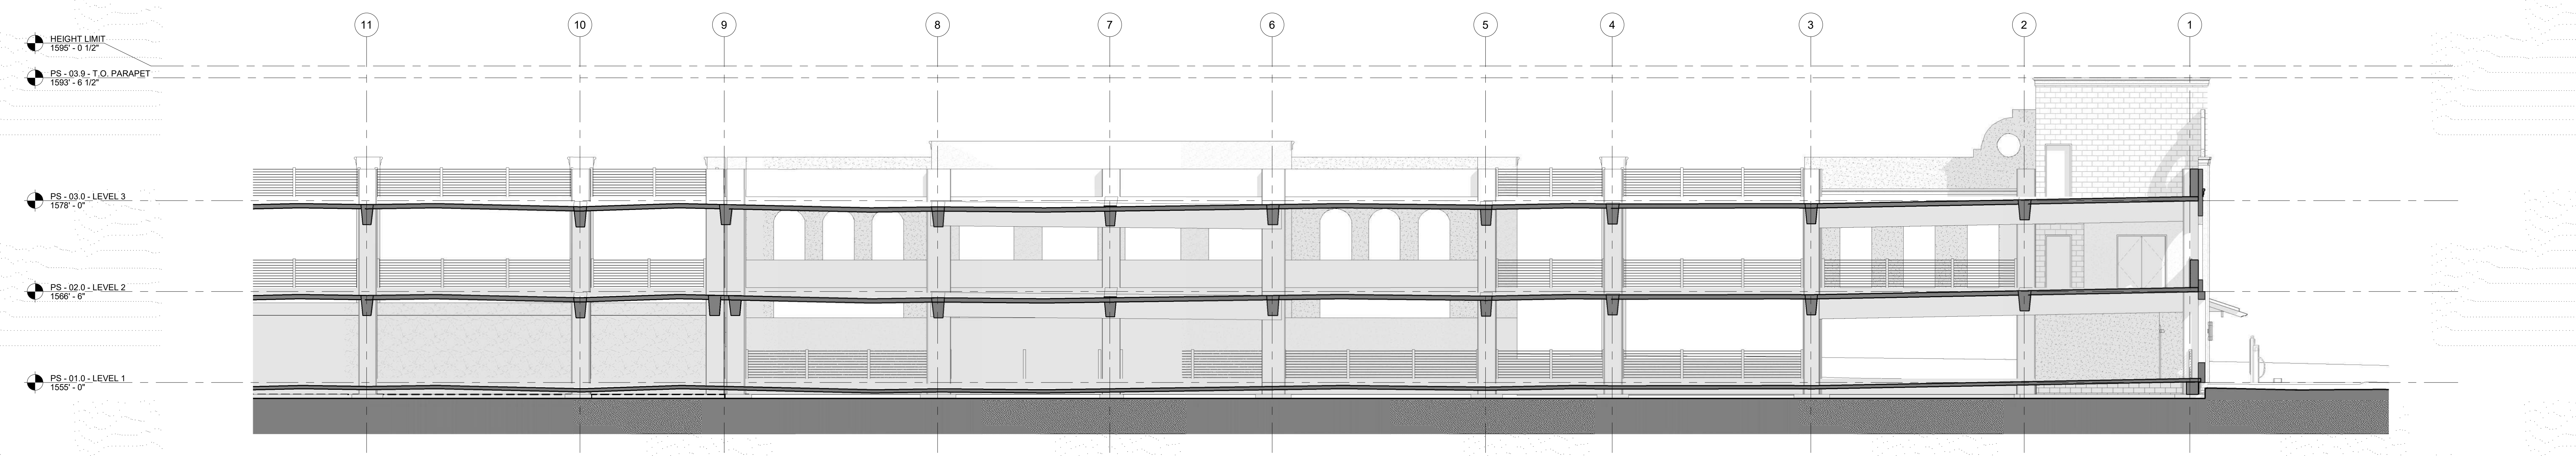 11 10 9 8 7 6 5 4 3 2 1
HEIGHT LIMIT
1595' - 0 1/2"
PS - 03.9 - T.O. PARAPET
1593' - 6 1/2"
PS - 03.0 - LEVEL 3
1578' - 0"
PS - 02.0 - LEVEL 2
1566' - 6"
PS - 01.0 - LEVEL 1
1555' - 0"